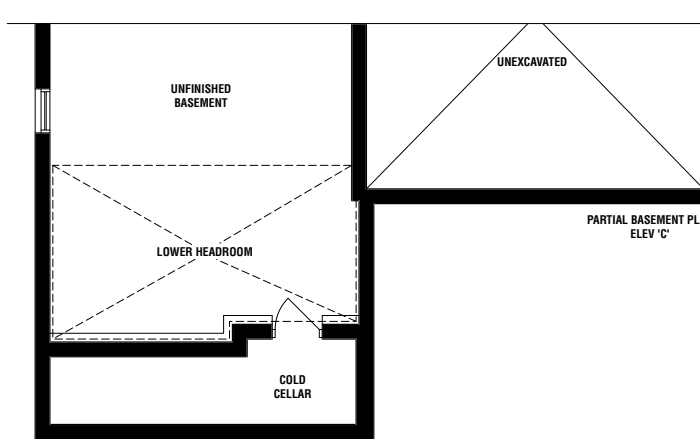 UNEXCAVATED
UNFINISHED
BASEMENT
PARTIAL BASEMENT PL
ELEV 'C'
LOWER HEADROOM
COLD
CELLAR